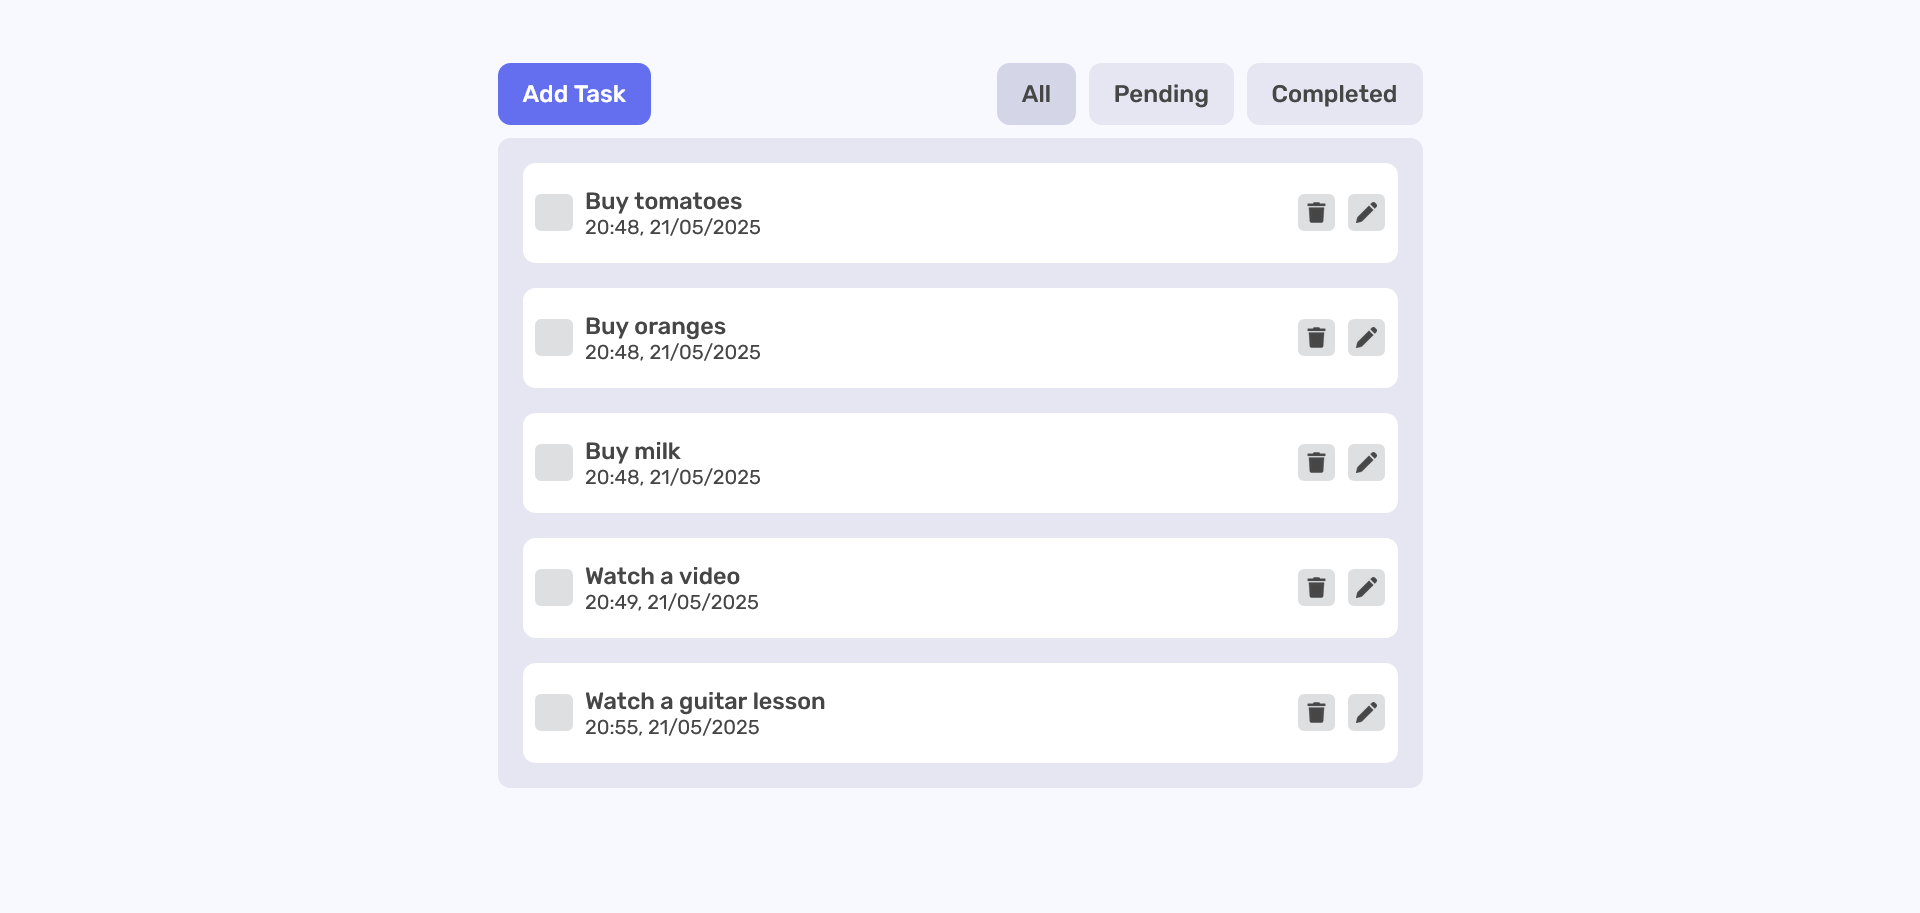 Add Task
All
Pending
Completed
Buy tomatoes
20:48, 21/05/2025
Buy oranges
20:48, 21/05/2025
Buy milk
20:48, 21/05/2025
Watch a video
20:49, 21/05/2025
Watch a guitar lesson
20:55, 21/05/2025